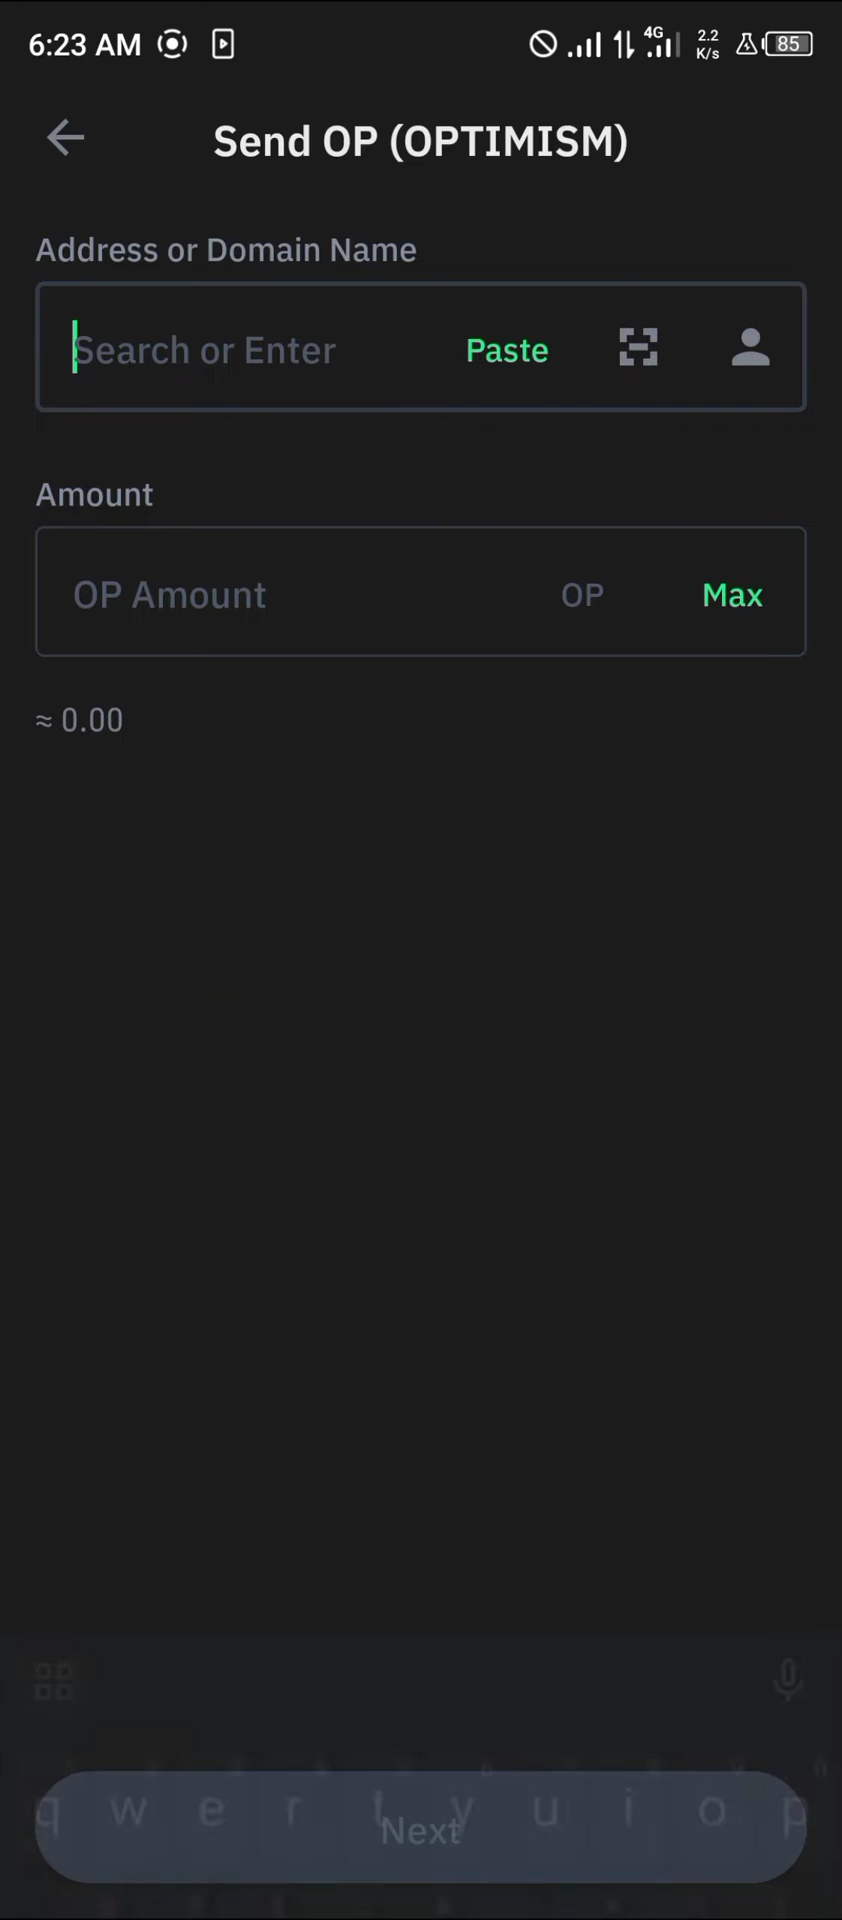 6:23 AM 4G 2.2 K/s 85
Send OP (OPTIMISM)
Address or Domain Name
Search or Enter Paste
Amount
OP Amount OP Max
≈ 0.00
q w e r t y u i o p
Next